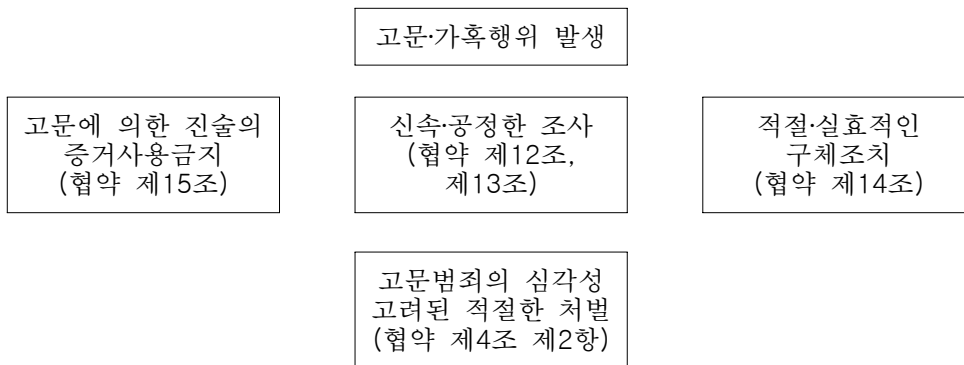 고문·가혹행위 발생
고문에 의한 진술의
증거사용금지
(협약 제15조)
신속·공정한 조사
(협약 제12조,
제13조)
적절·실효적인
구체조치
(협약 제14조)
고문범죄의 심각성
고려된 적절한 처벌
(협약 제4조 제2항)